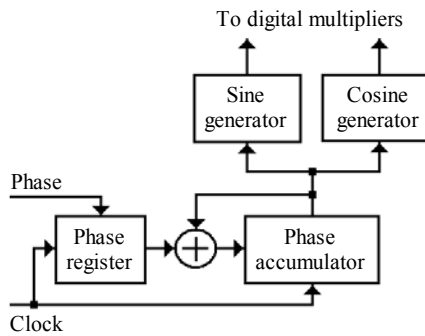 To digital multipliers
Sine
generator
Cosine
generator
Phase
Phase
register
Phase
accumulator
Clock